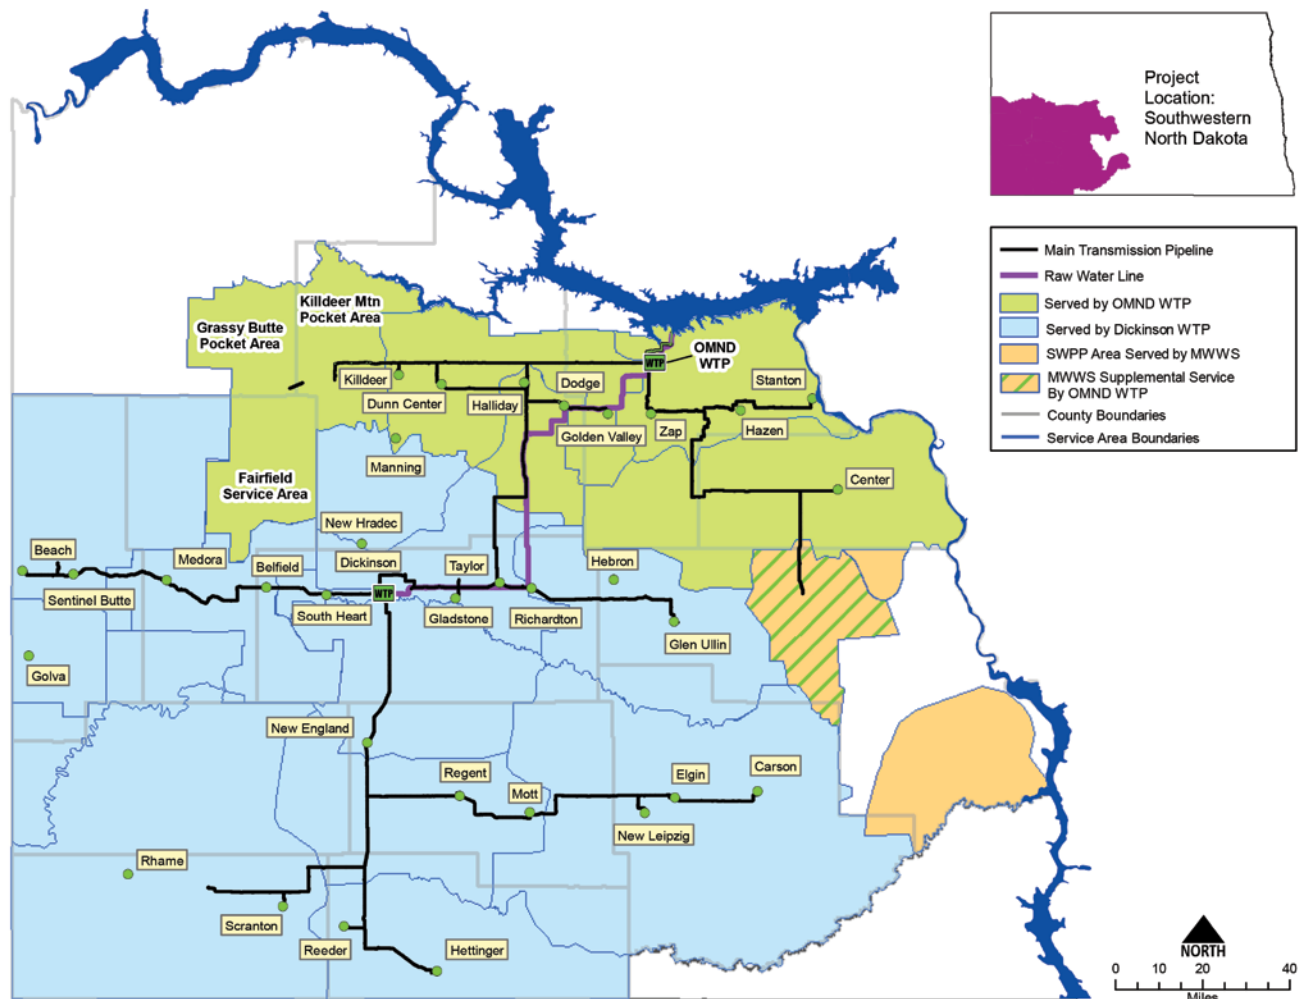 Project
Location:
Southwestern
North Dakota
Main Transmission Pipeline
Raw Water Line
Served by OMND WTP
Served by Dickinson WTP
SWPP Area Served by MWWS
MWWS Supplemental Service
By OMND WTP
County Boundaries
Service Area Boundaries
Killdeer Mtn
Pocket Area
Grassy Butte
Pocket Area
OMND
WTP
WTP
Killdeer
Dodge
Stanton
Dunn Center
Halliday
Golden Valley
Zap
Hazen
Manning
Fairfield
Service Area
Center
New Hradec
Beach
Medora
Belfield
Dickinson
Taylor
Hebron
WTP
Sentinel Butte
South Heart
Gladstone
Richardton
Glen Ullin
Golva
New England
Regent
Mott
Elgin
Carson
New Leipzig
Rhame
Scranton
Reeder
Hettinger
NORTH
0 10 20 40
Miles